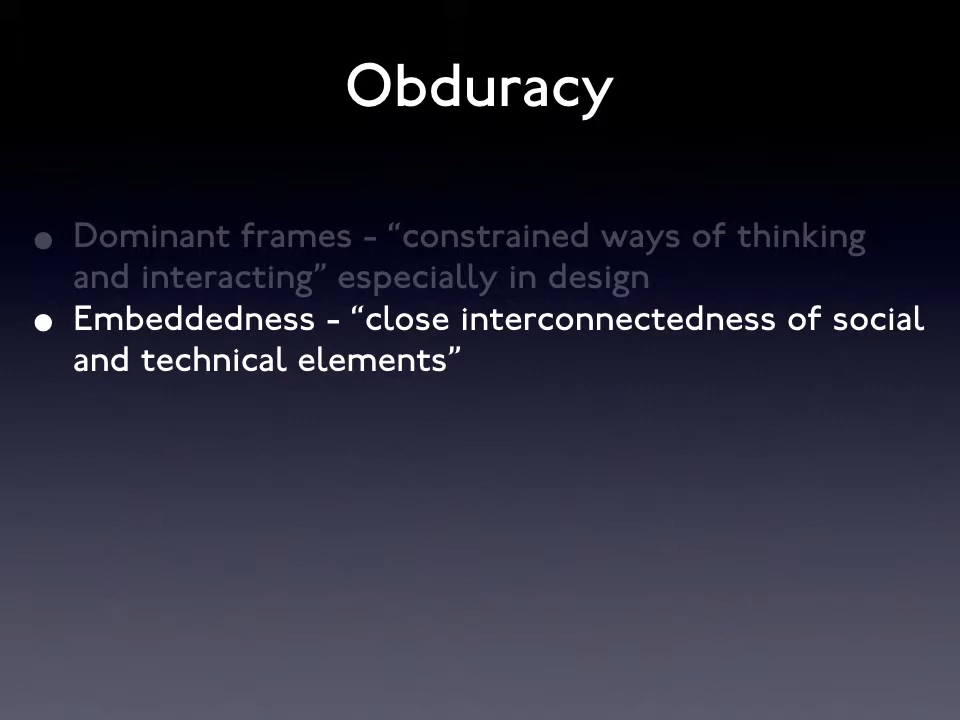 Obduracy
• Dominant frames - “constrained ways of thinking
and interacting” especially in design
• Embeddedness - “close interconnectedness of social
and technical elements”